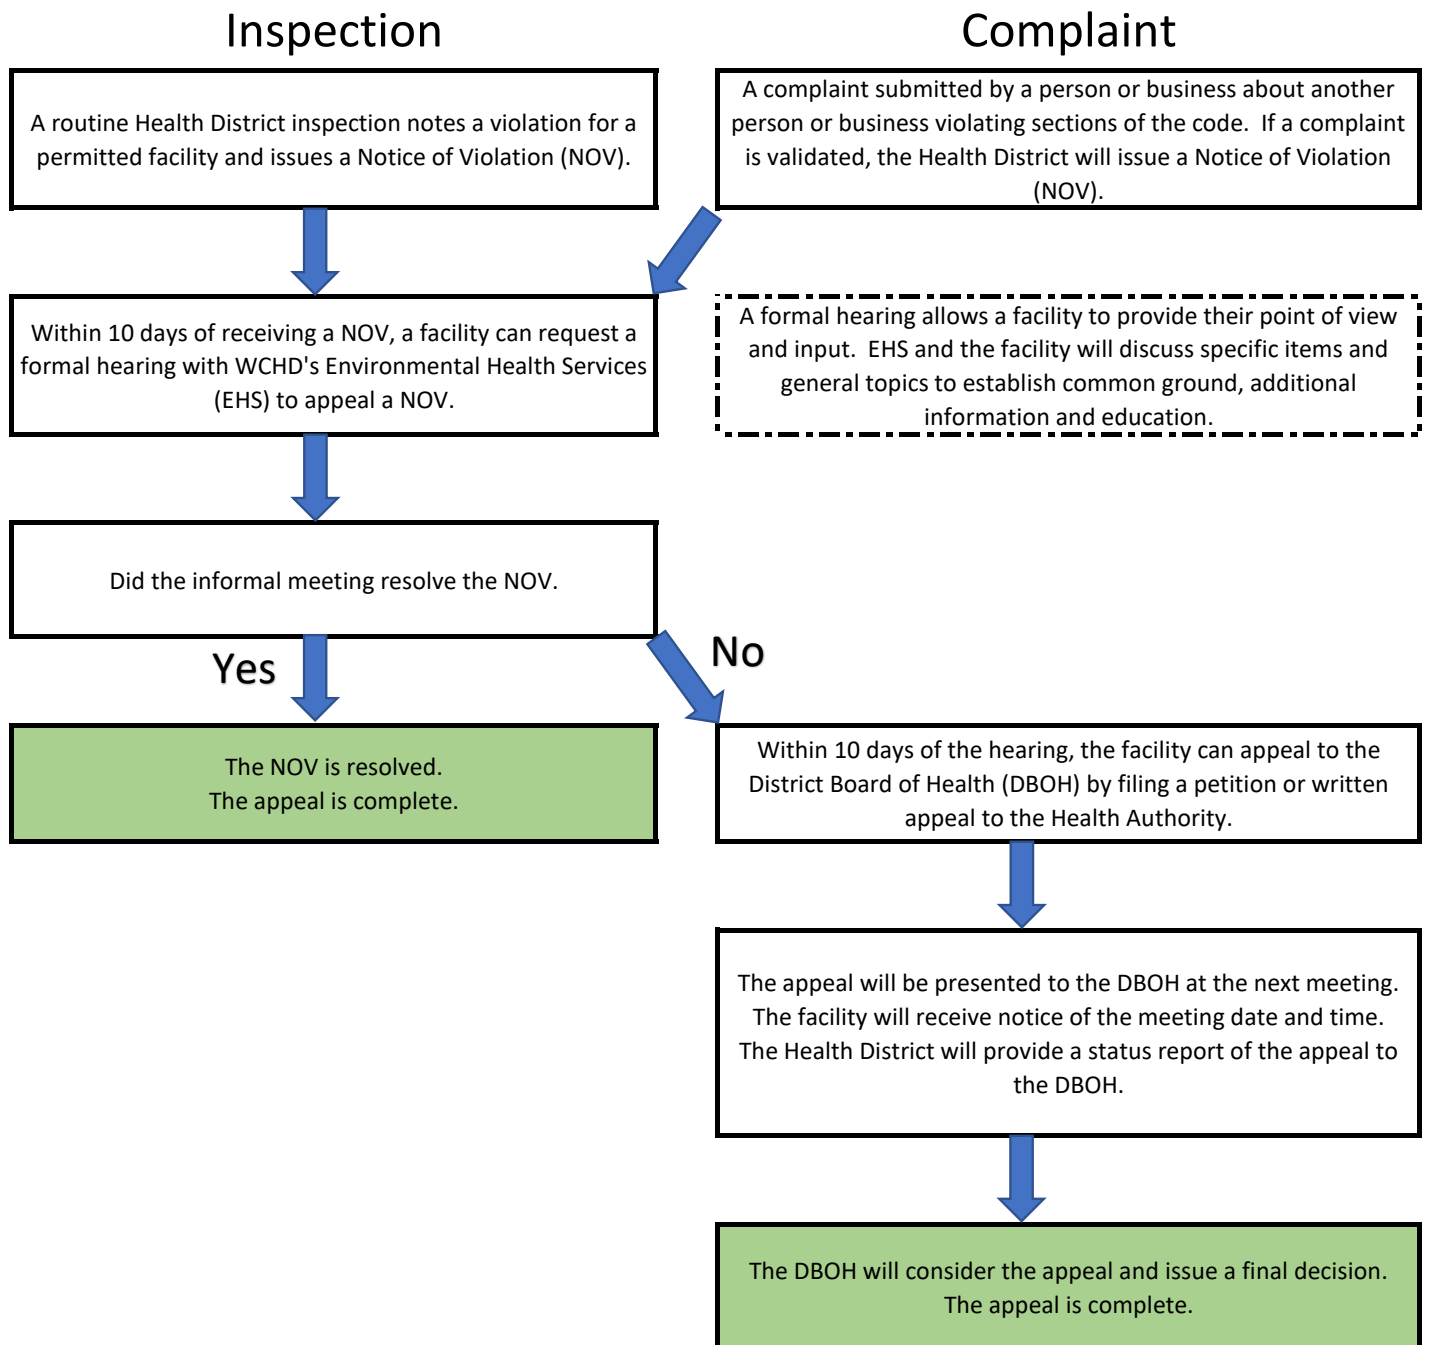 Inspection
Complaint
A routine Health District inspection notes a violation for a
permitted facility and issues a Notice of Violation (NOV).
A complaint submitted by a person or business about another
person or business violating sections of the code.  If a complaint
is validated, the Health District will issue a Notice of Violation
(NOV).
Within 10 days of receiving a NOV, a facility can request a
formal hearing with WCHD's Environmental Health Services
(EHS) to appeal a NOV.
A formal hearing allows a facility to provide their point of view
and input.  EHS and the facility will discuss specific items and
general topics to establish common ground, additional
information and education.
Did the informal meeting resolve the NOV.
Yes
No
The NOV is resolved.
The appeal is complete.
Within 10 days of the hearing, the facility can appeal to the
District Board of Health (DBOH) by filing a petition or written
appeal to the Health Authority.
The appeal will be presented to the DBOH at the next meeting.
The facility will receive notice of the meeting date and time.
The Health District will provide a status report of the appeal to
the DBOH.
The DBOH will consider the appeal and issue a final decision.
The appeal is complete.